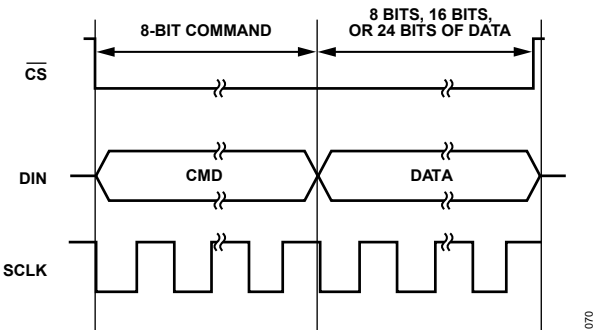 8-BIT COMMAND
8 BITS, 16 BITS,
OR 24 BITS OF DATA
CS
DIN
CMD
DATA
SCLK
070